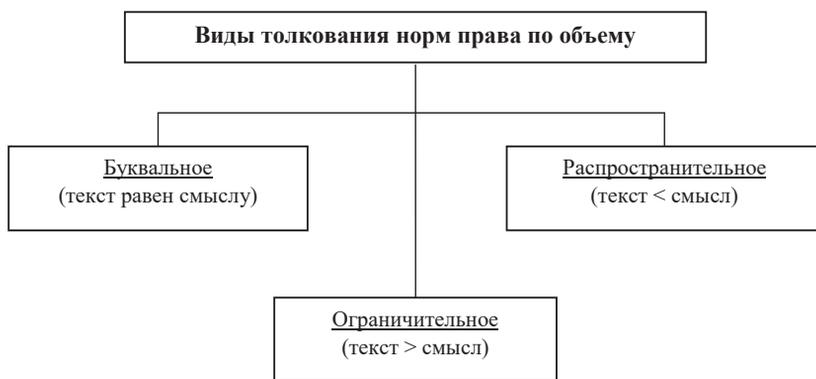 Виды толкования норм права по объему
Буквальное
(текст равен смыслу)
Распространительное
(текст < смысл)
Ограничительное
(текст > смысл)